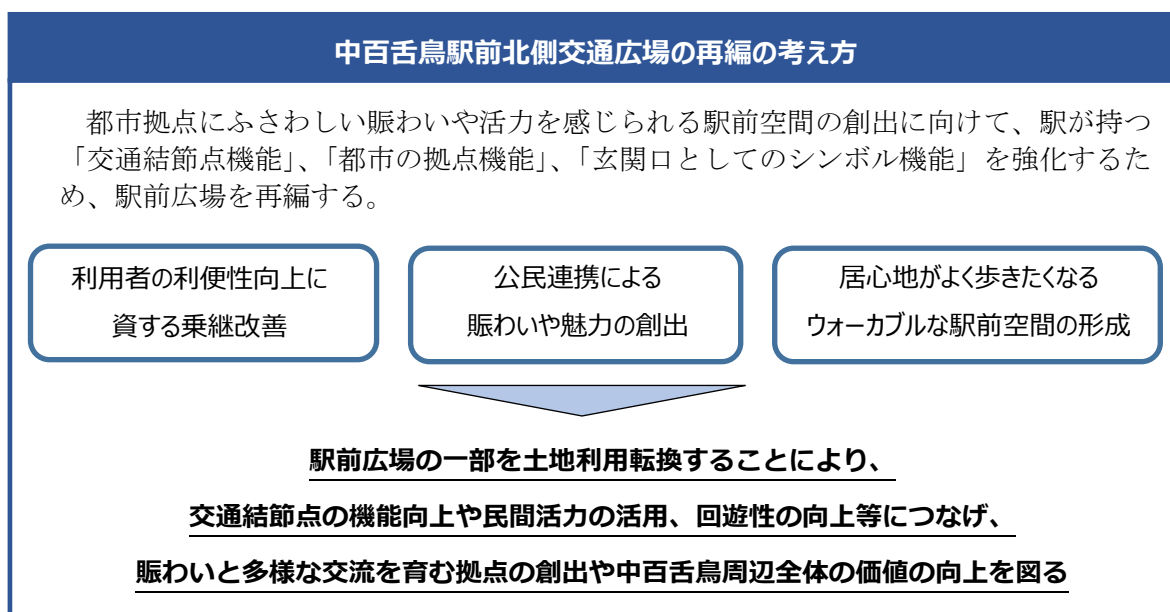 中百舌鳥駅前北側交通広場の再編の考え方
都市拠点にふさわしい賑わいや活力を感じられる駅前空間の創出に向けて、駅が持つ
「交通結節点機能」、「都市の拠点機能」、「玄関口としてのシンボル機能」を強化するた
め、駅前広場を再編する。
利用者の利便性向上に
資する乗継改善
公民連携による
賑わいや魅力の創出
居心地がよく歩きたくなる
ウォーカブルな駅前空間の形成
駅前広場の一部を土地利用転換することにより、
交通結節点の機能向上や民間活力の活用、回遊性の向上等につなげ、
賑わいと多様な交流を育む拠点の創出や中百舌鳥周辺全体の価値の向上を図る